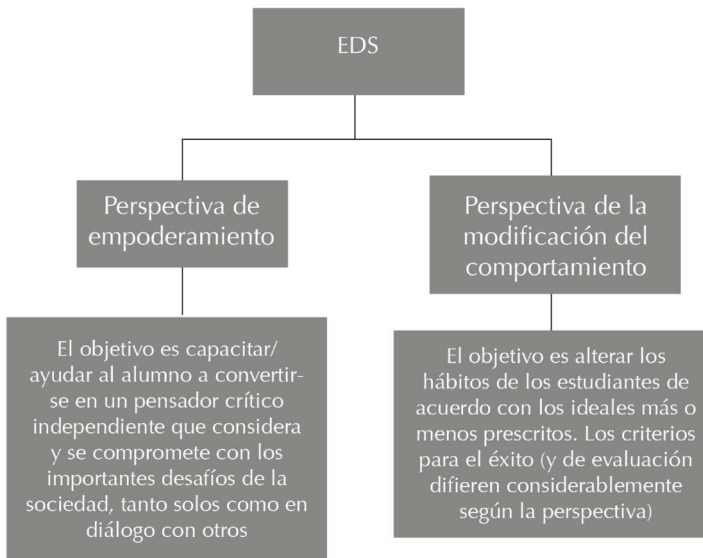 EDS
Perspectiva de
empoderamiento
Perspectiva de la
modificación del
comportamiento
El objetivo es capacitar/
ayudar al alumno a convertir-
se en un pensador crítico
independiente que considera
y se compromete con los
importantes desafíos de la
sociedad, tanto solos como en
diálogo con otros
El objetivo es alterar los
hábitos de los estudiantes de
acuerdo con los ideales más o
menos prescritos. Los criterios
para el éxito (y de evaluación
difieren considerablemente
según la perspectiva)